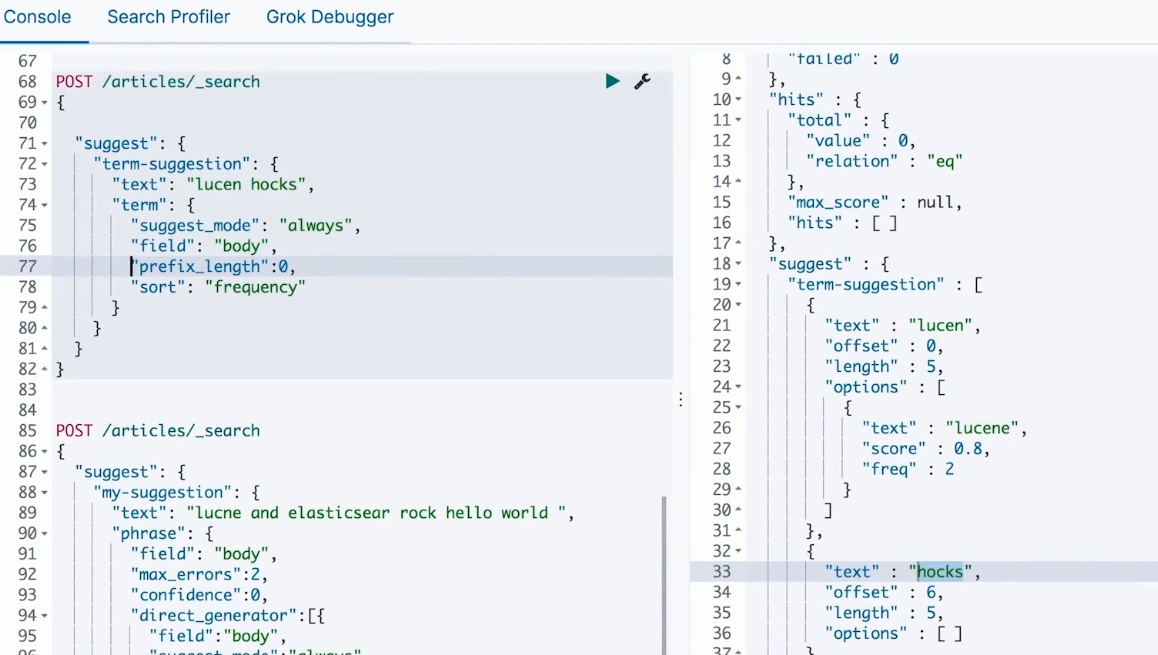 Console Search Profiler Grok Debugger
67
68 POST /articles/_search
69 {
70
71 "suggest": {
72 "term-suggestion": {
73 "text": "lucen hocks",
74 "term": {
75 "suggest_mode": "always",
76 "field": "body",
77 "prefix_length":0,
78 "sort": "frequency"
79 }
80 }
81 }
82 }
83
84
85 POST /articles/_search
86 {
87 "suggest": {
88 "my-suggestion": {
89 "text": "lucne and elasticsear rock hello world ",
90 "phrase": {
91 "field": "body",
92 "max_errors":2,
93 "confidence":0,
94 "direct_generator":[{
95 "field":"body",
96 "suggest_mode":"always"
8 "failed" : 0
9 },
10 "hits" : {
11 "total" : {
12 "value" : 0,
13 "relation" : "eq"
14 },
15 "max_score" : null,
16 "hits" : [ ]
17 },
18 "suggest" : {
19 "term-suggestion" : [
20 {
21 "text" : "lucen",
22 "offset" : 0,
23 "length" : 5,
24 "options" : [
25 {
26 "text" : "lucene",
27 "score" : 0.8,
28 "freq" : 2
29 }
30 ]
31 },
32 {
33 "text" : "hocks",
34 "offset" : 6,
35 "length" : 5,
36 "options" : [ ]
37 }